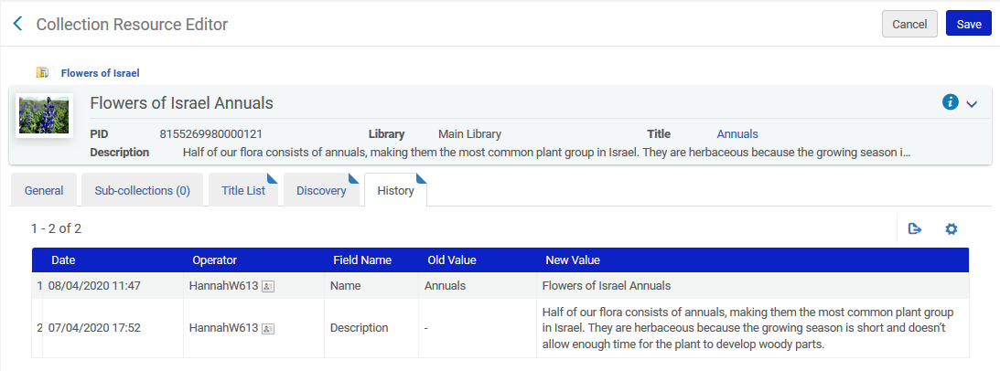 Collection Resource Editor
Cancel
Save
Flowers of Israel
Flowers of Israel Annuals
PID 8155269980000121 Library Main Library Title Annuals
Description Half of our flora consists of annuals, making them the most common plant group in Israel. They are herbaceous because the growing season i...
General Sub-collections (0) Title List Discovery History
1 - 2 of 2
Date Operator Field Name Old Value New Value
1 08/04/2020 11:47 HannahW613 Name Annuals Flowers of Israel Annuals
2 07/04/2020 17:52 HannahW613 Description - Half of our flora consists of annuals, making them the most common plant group
in Israel. They are herbaceous because the growing season is short and doesn't
allow enough time for the plant to develop woody parts.